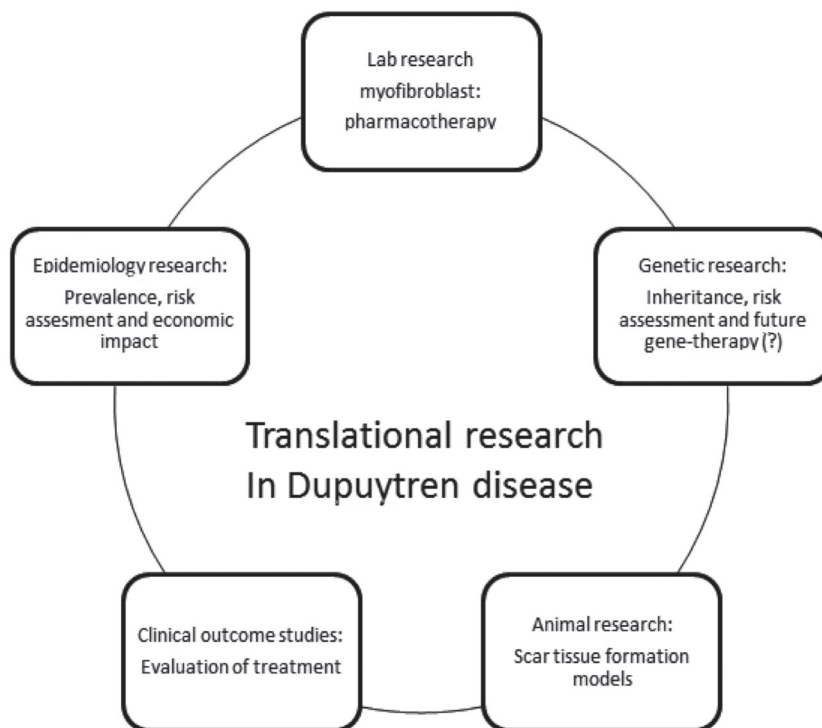 Lab research
myofibroblast:
pharmacotherapy
Epidemiology research:
Prevalence, risk
assesment and economic
impact
Genetic research:
Inheritance, risk
assessment and future
gene-therapy (?)
Translational research
In Dupuytren disease
Clinical outcome studies:
Evaluation of treatment
Animal research:
Scar tissue formation
models